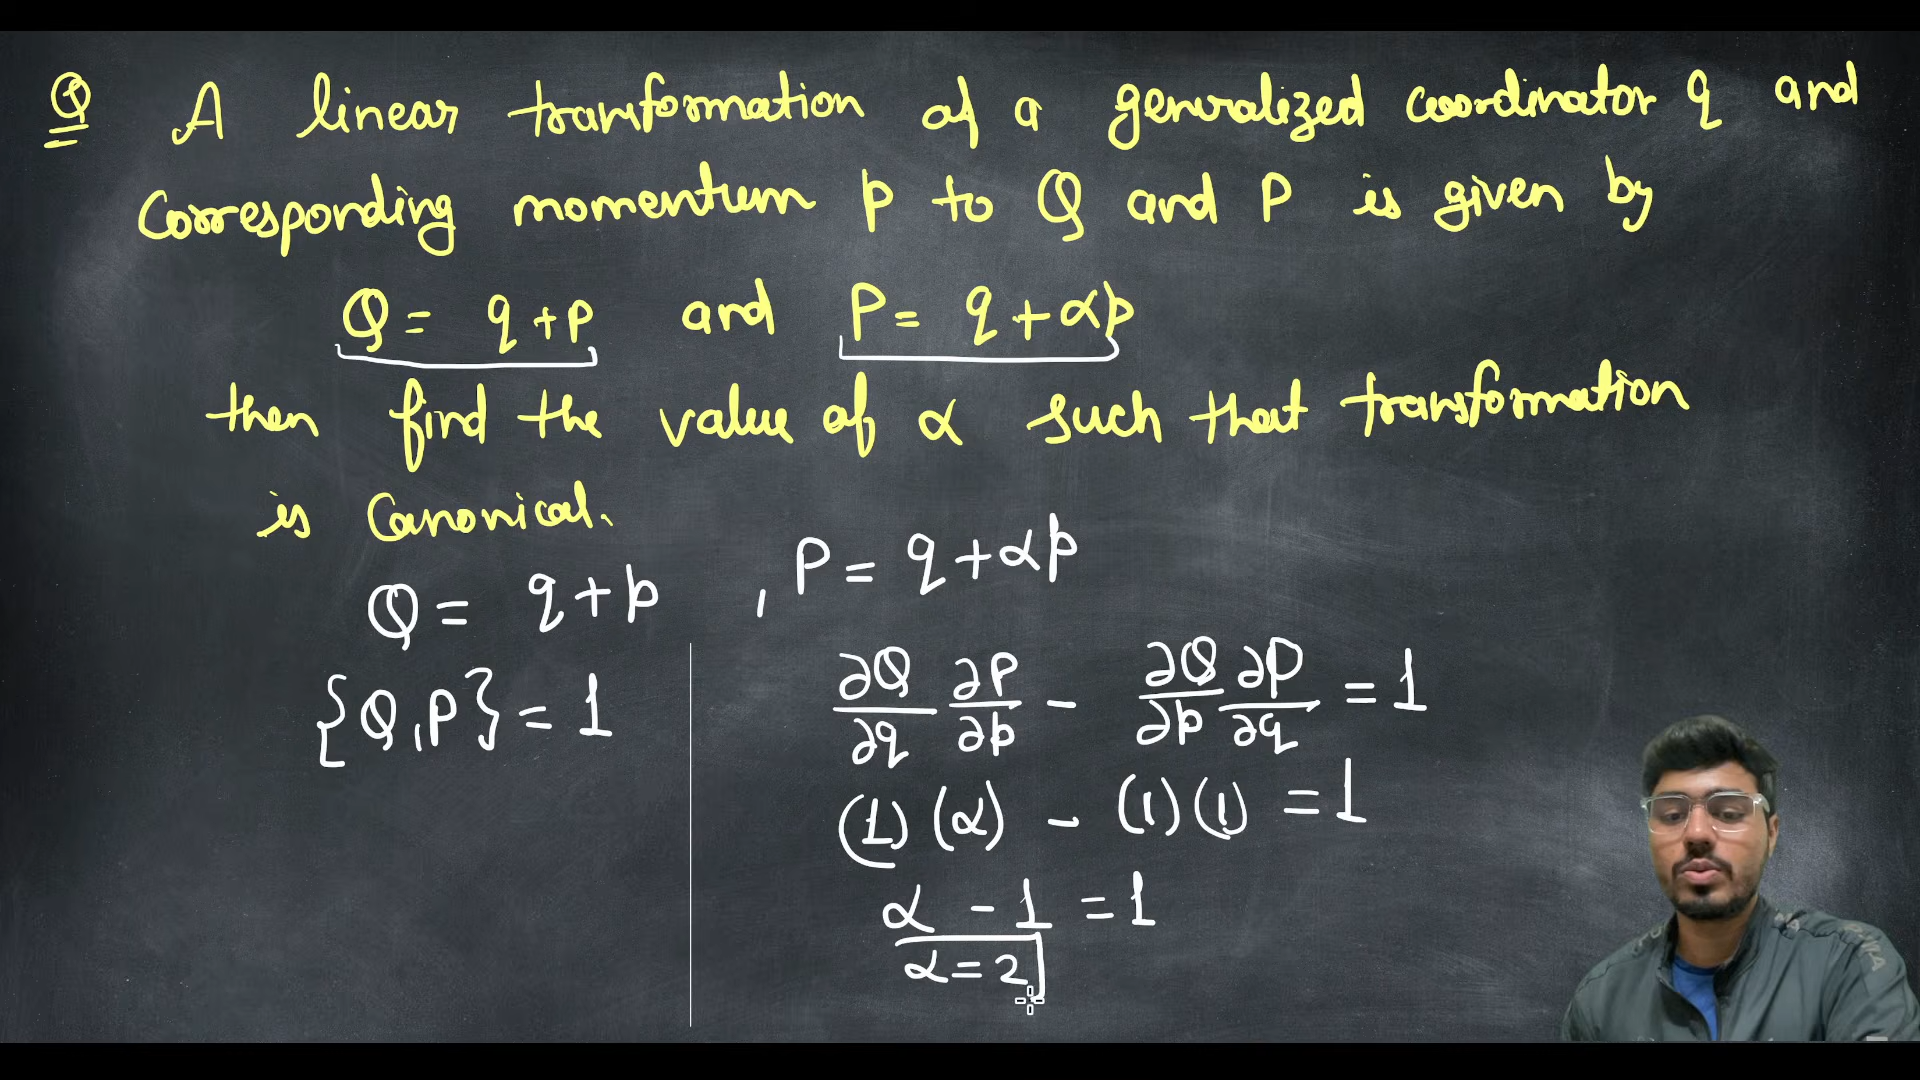 Q A linear transformation of a generalized coordinator q and
Corresponding momentum p to Q and P is given by
Q = q+p and P = q+αp
then find the value of α such that transformation
is Canonical.
Q = q+p , P = q+αp
{Q,P} = 1
∂Q/∂q ∂P/∂p - ∂Q/∂p ∂P/∂q = 1
(1) (α) - (1) (1) = 1
α - 1 = 1
α = 2